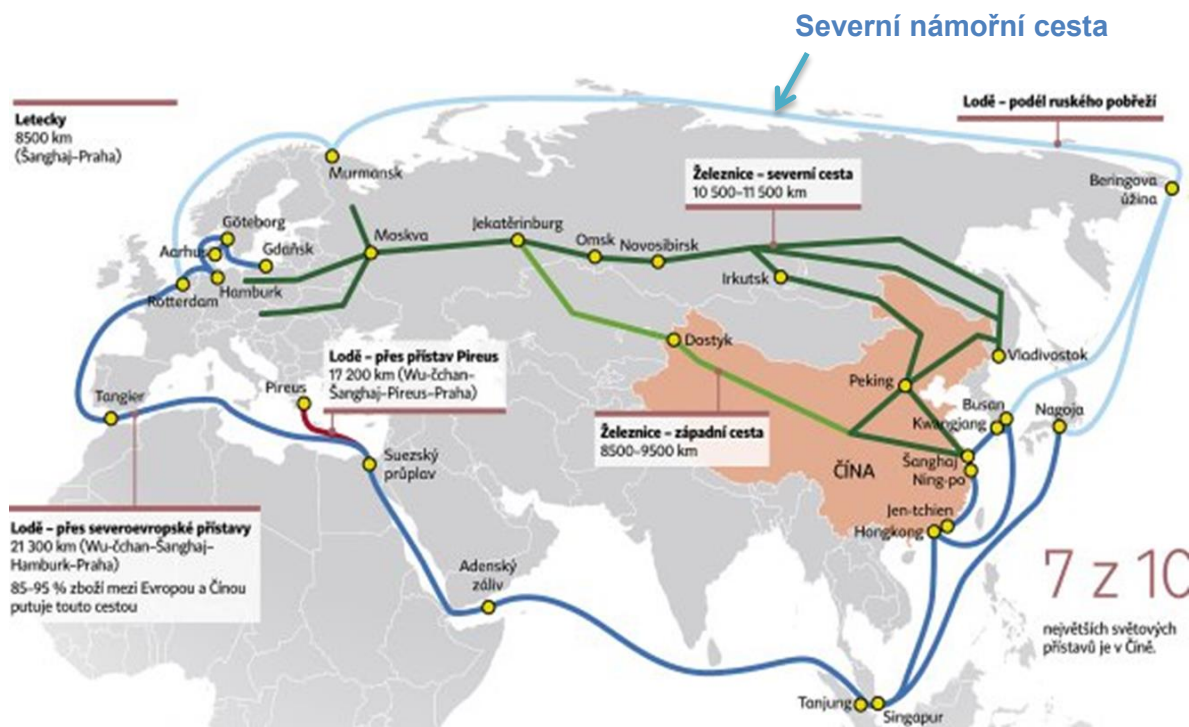 Severní námořní cesta
Letecky
8500 km
(Šanghaj–Praha)
Lodě – podél ruského pobřeží
Murmansk
Železnice – severní cesta
10 500–11 500 km
Beringova
úžina
Göteborg
Aarhus
Gdaňsk
Moskva
Jekatěrinburg
Omsk
Novosibirsk
Irkutsk
Rotterdam
Hamburk
Lodě – přes přístav Pireus
17 200 km (Wu-čchan–
Šanghaj–Pireus–Praha)
Dostyk
Vladivostok
Pireus
Peking
Tangier
Busan
Kwangjang
Nagoja
Železnice – západní cesta
8500–9500 km
Suezský
průplav
ČÍNA
Šanghaj
Ning-po
Jen-tchien
Hongkong
Lodě – přes severoevropské přístavy
21 300 km (Wu-čchan–Šanghaj–
Hamburk–Praha)
85–95 % zboží mezi Evropou a Čínou
putuje touto cestou
Adenský
záliv
7 z 10
největších světových
přístavů je v Číně.
Tanjung
Singapur